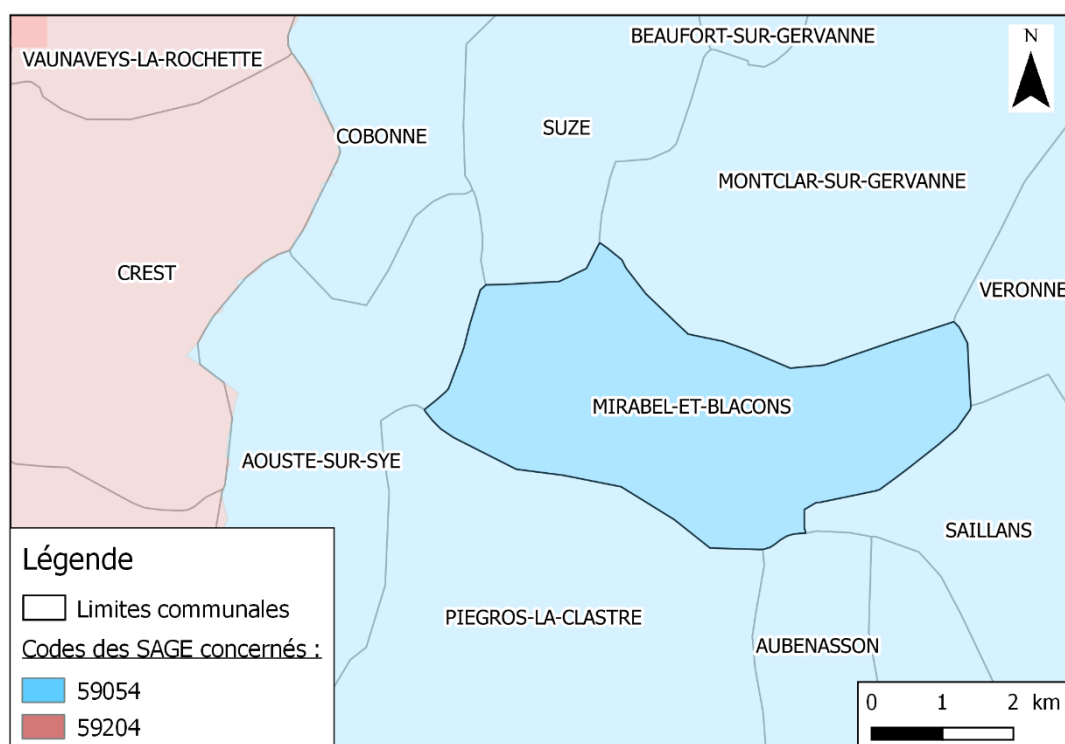 BEAUFORT-SUR-GERVANNE
N
VAUNAVEYS-LA-ROCHETTE
COBONNE
SUZE
MONTCLAR-SUR-GERVANNE
CREST
VERONNE
MIRABEL-ET-BLACONS
AOUSTE-SUR-SYE
SAILLANS
PIEGROS-LA-CLASTRE
AUBENASSON
Légende
Limites communales
Codes des SAGE concernés :
59054
59204
0 1 2 km